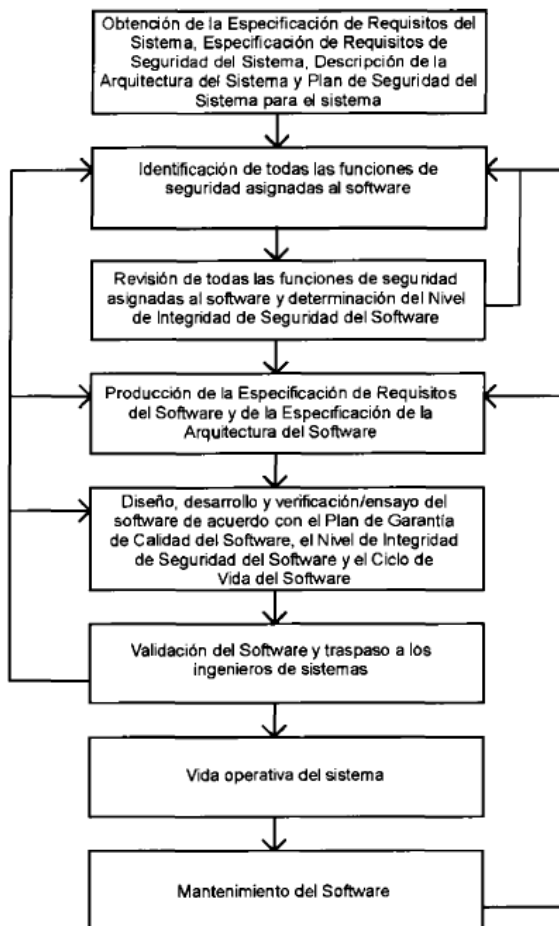 Obtención de la Especificación de Requisitos del
Sistema, Especificación de Requisitos de
Seguridad del Sistema, Descripción de la
Arquitectura del Sistema y Plan de Seguridad del
Sistema para el sistema
Identificación de todas las funciones de
seguridad asignadas al software
Revisión de todas las funciones de seguridad
asignadas al software y determinación del Nivel
de Integridad de Seguridad del Software
Producción de la Especificación de Requisitos
del Software y de la Especificación de la
Arquitectura del Software
Diseño, desarrollo y verificación/ensayo del
software de acuerdo con el Plan de Garantía
de Calidad del Software, el Nivel de Integridad
de Seguridad del Software y el Ciclo de
Vida del Software
Validación del Software y traspaso a los
ingenieros de sistemas
Vida operativa del sistema
Mantenimiento del Software